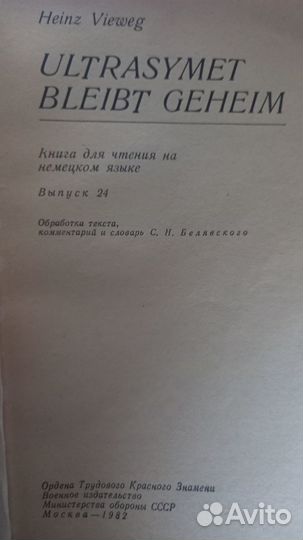 Heinz Vieweg
ULTRASYMET
BLEIBT GEHEIM
Книга для чтения на
немецком языке
Выпуск 24
Обработка текста,
комментарий и словарь С. Н. Белявского
Ордена Трудового Красного Знамени
Военное издательство
Министерства обороны СССР
Москва — 1982
Avito